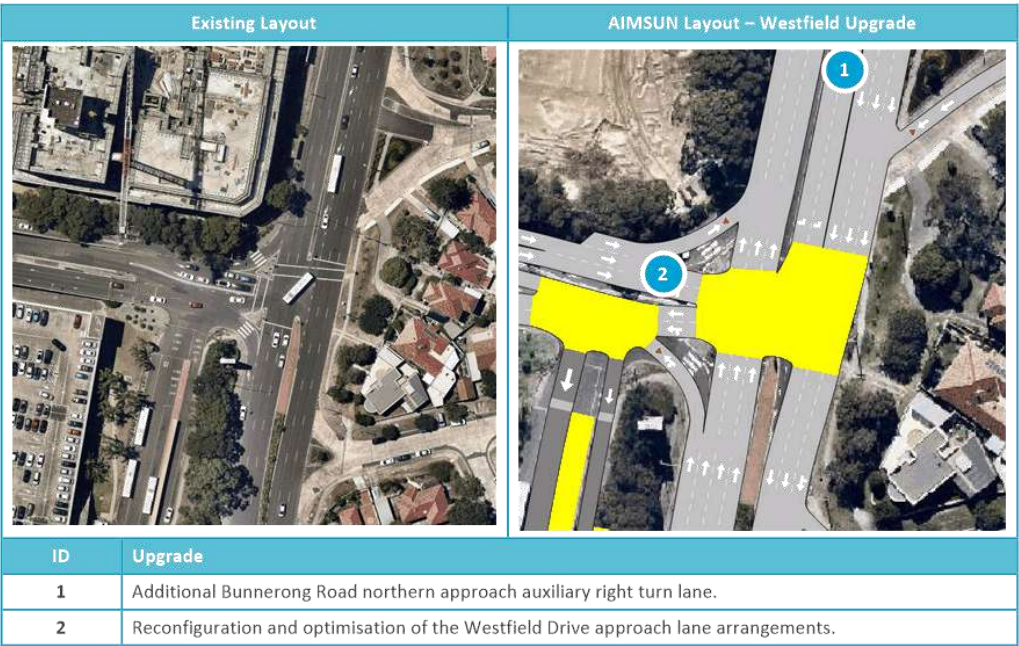 Existing Layout
AIMSUN Layout – Westfield Upgrade
1
2
ID Upgrade
1 Additional Bunnerong Road northern approach auxiliary right turn lane.
2 Reconfiguration and optimisation of the Westfield Drive approach lane arrangements.